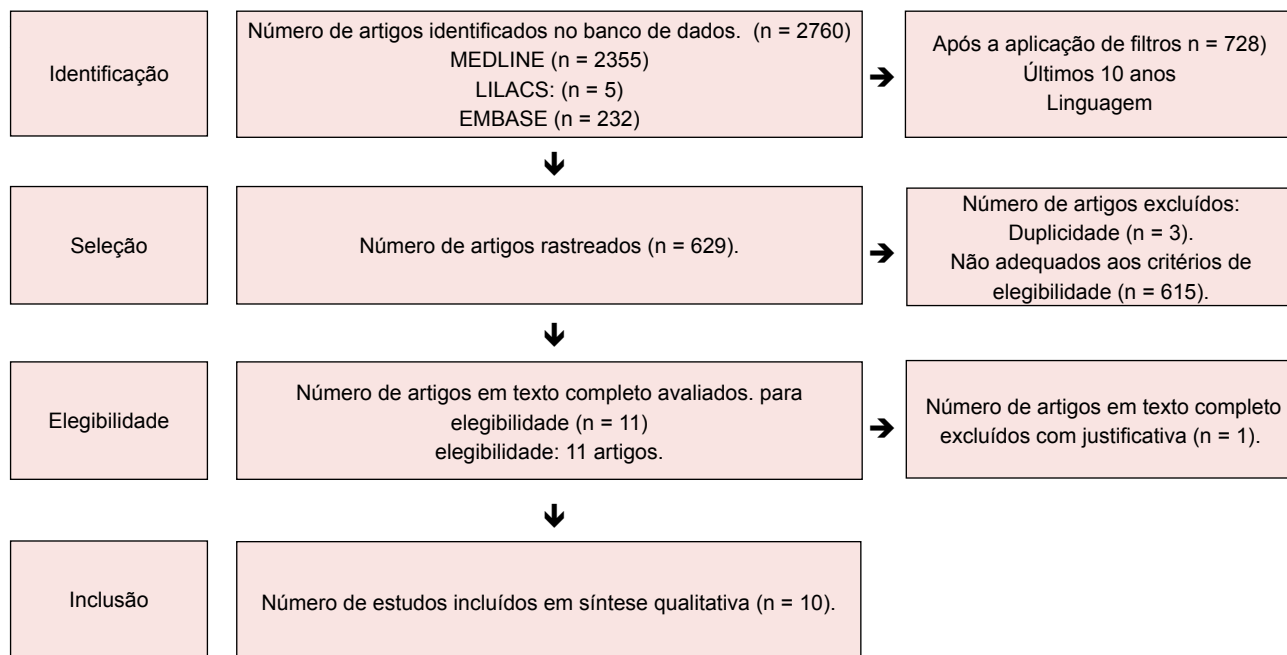 Identificação
Número de artigos identificados no banco de dados.  (n = 2760)
MEDLINE (n = 2355)
LILACS: (n = 5)
EMBASE (n = 232)
Após a aplicação de filtros n = 728)
Últimos 10 anos
Linguagem
Seleção
Número de artigos rastreados (n = 629).
Número de artigos excluídos:
Duplicidade (n = 3).
Não adequados aos critérios de
elegibilidade (n = 615).
Elegibilidade
Número de artigos em texto completo avaliados. para
elegibilidade (n = 11)
elegibilidade: 11 artigos.
Número de artigos em texto completo
excluídos com justificativa (n = 1).
Inclusão
Número de estudos incluídos em síntese qualitativa (n = 10).